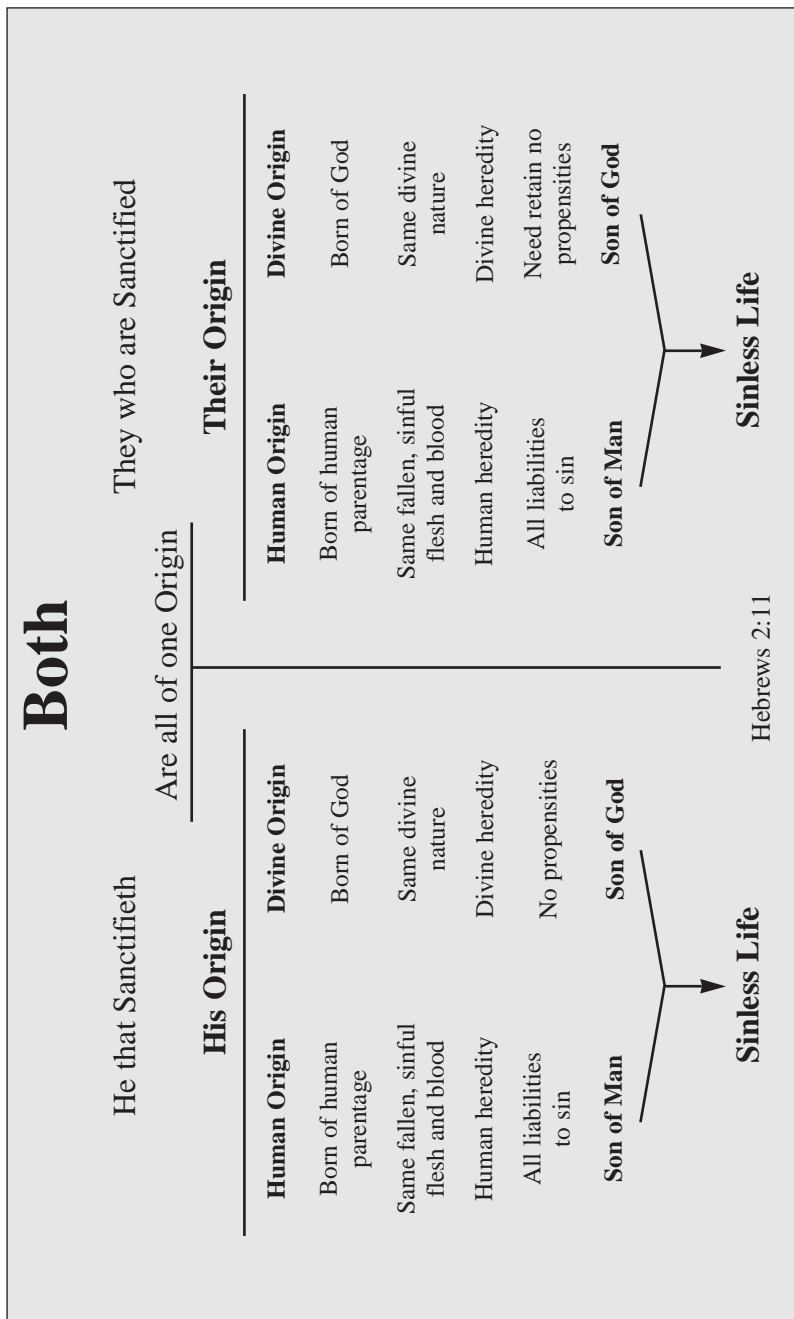 Both
He that Sanctifieth
They who are Sanctified
Are all of one Origin
His Origin
Human Origin
Divine Origin
Born of human
parentage
Born of God
Same fallen, sinful
flesh and blood
Same divine
nature
Human heredity
Divine heredity
All liabilities
to sin
No propensities
Son of Man
Son of God
Sinless Life
Their Origin
Human Origin
Divine Origin
Born of human
parentage
Born of God
Same fallen, sinful
flesh and blood
Same divine
nature
Human heredity
Divine heredity
All liabilities
to sin
Need retain no
propensities
Son of Man
Son of God
Sinless Life
Hebrews 2:11